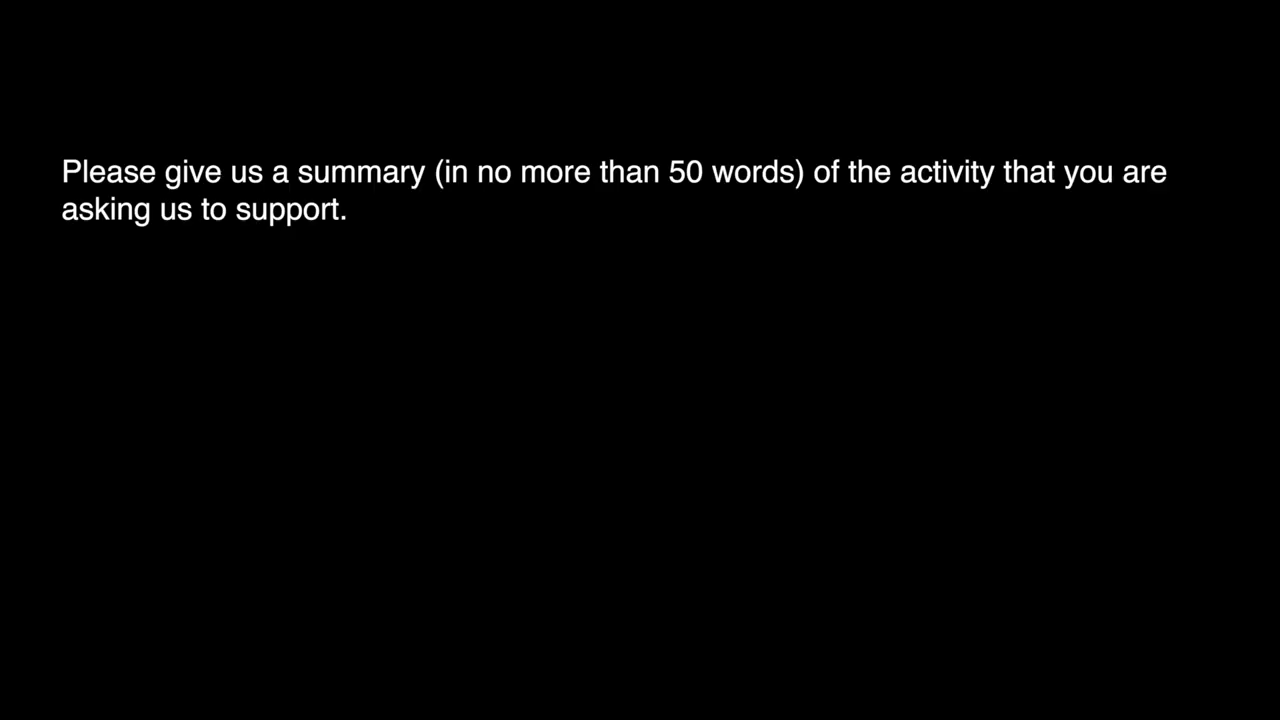 Please give us a summary (in no more than 50 words) of the activity that you are
asking us to support.